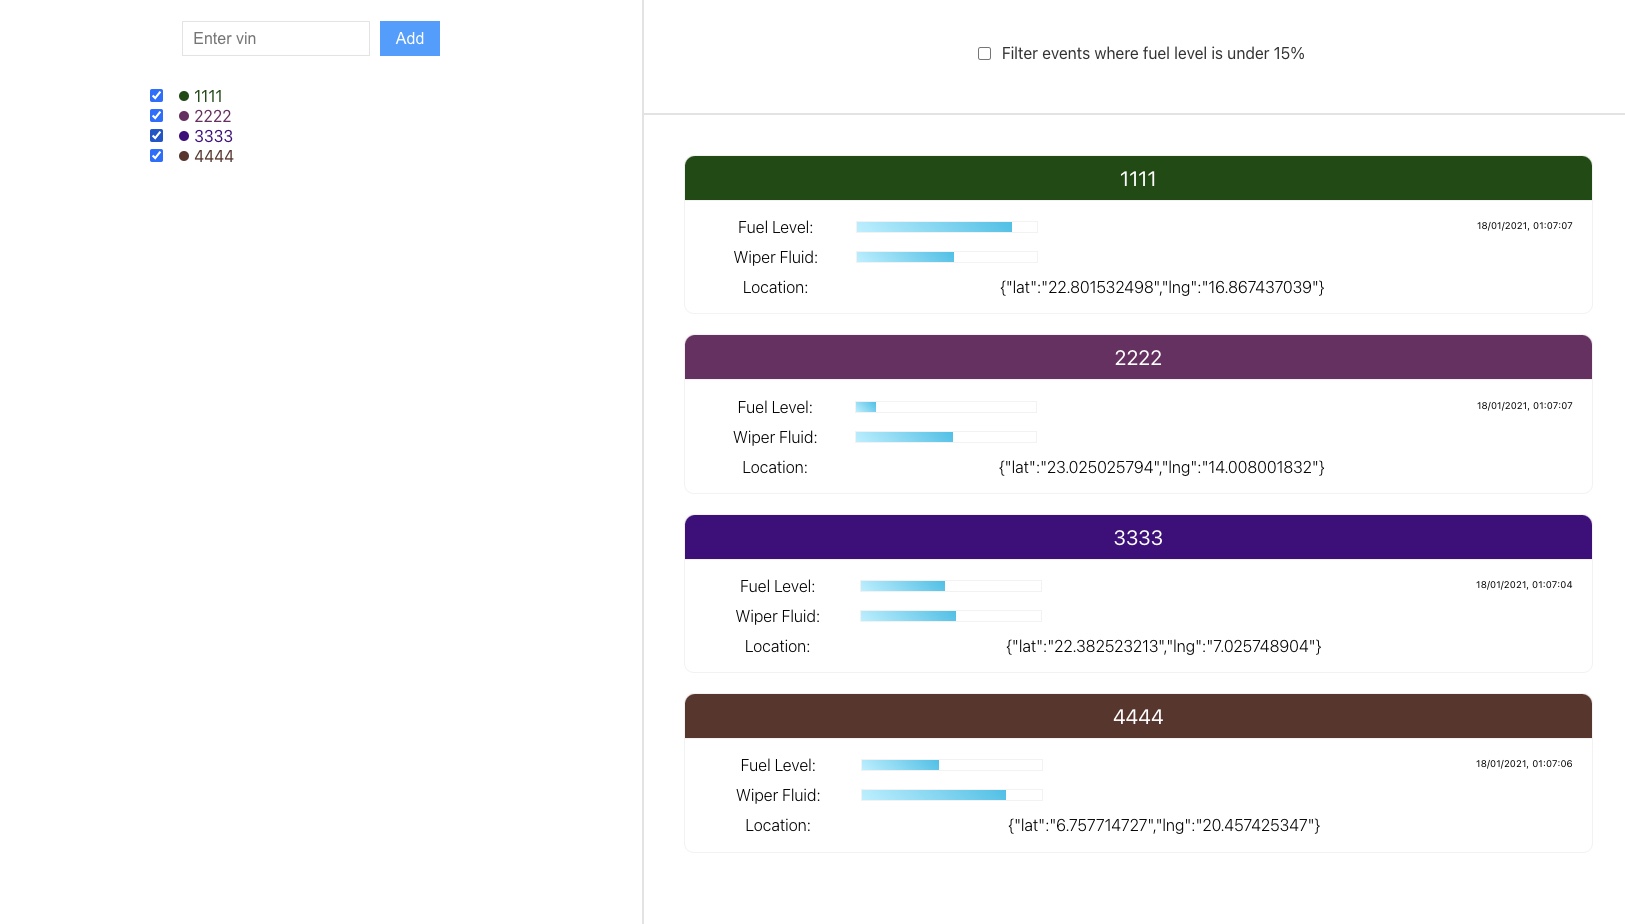 Enter vin
Add
1111
2222
3333
4444
Filter events where fuel level is under 15%
1111
Fuel Level:
18/01/2021, 01:07:07
Wiper Fluid:
Location:
{"lat":"22.801532498","lng":"16.867437039"}
2222
Fuel Level:
18/01/2021, 01:07:07
Wiper Fluid:
Location:
{"lat":"23.025025794","lng":"14.008001832"}
3333
Fuel Level:
18/01/2021, 01:07:04
Wiper Fluid:
Location:
{"lat":"22.382523213","lng":"7.025748904"}
4444
Fuel Level:
18/01/2021, 01:07:06
Wiper Fluid:
Location:
{"lat":"6.757714727","lng":"20.457425347"}